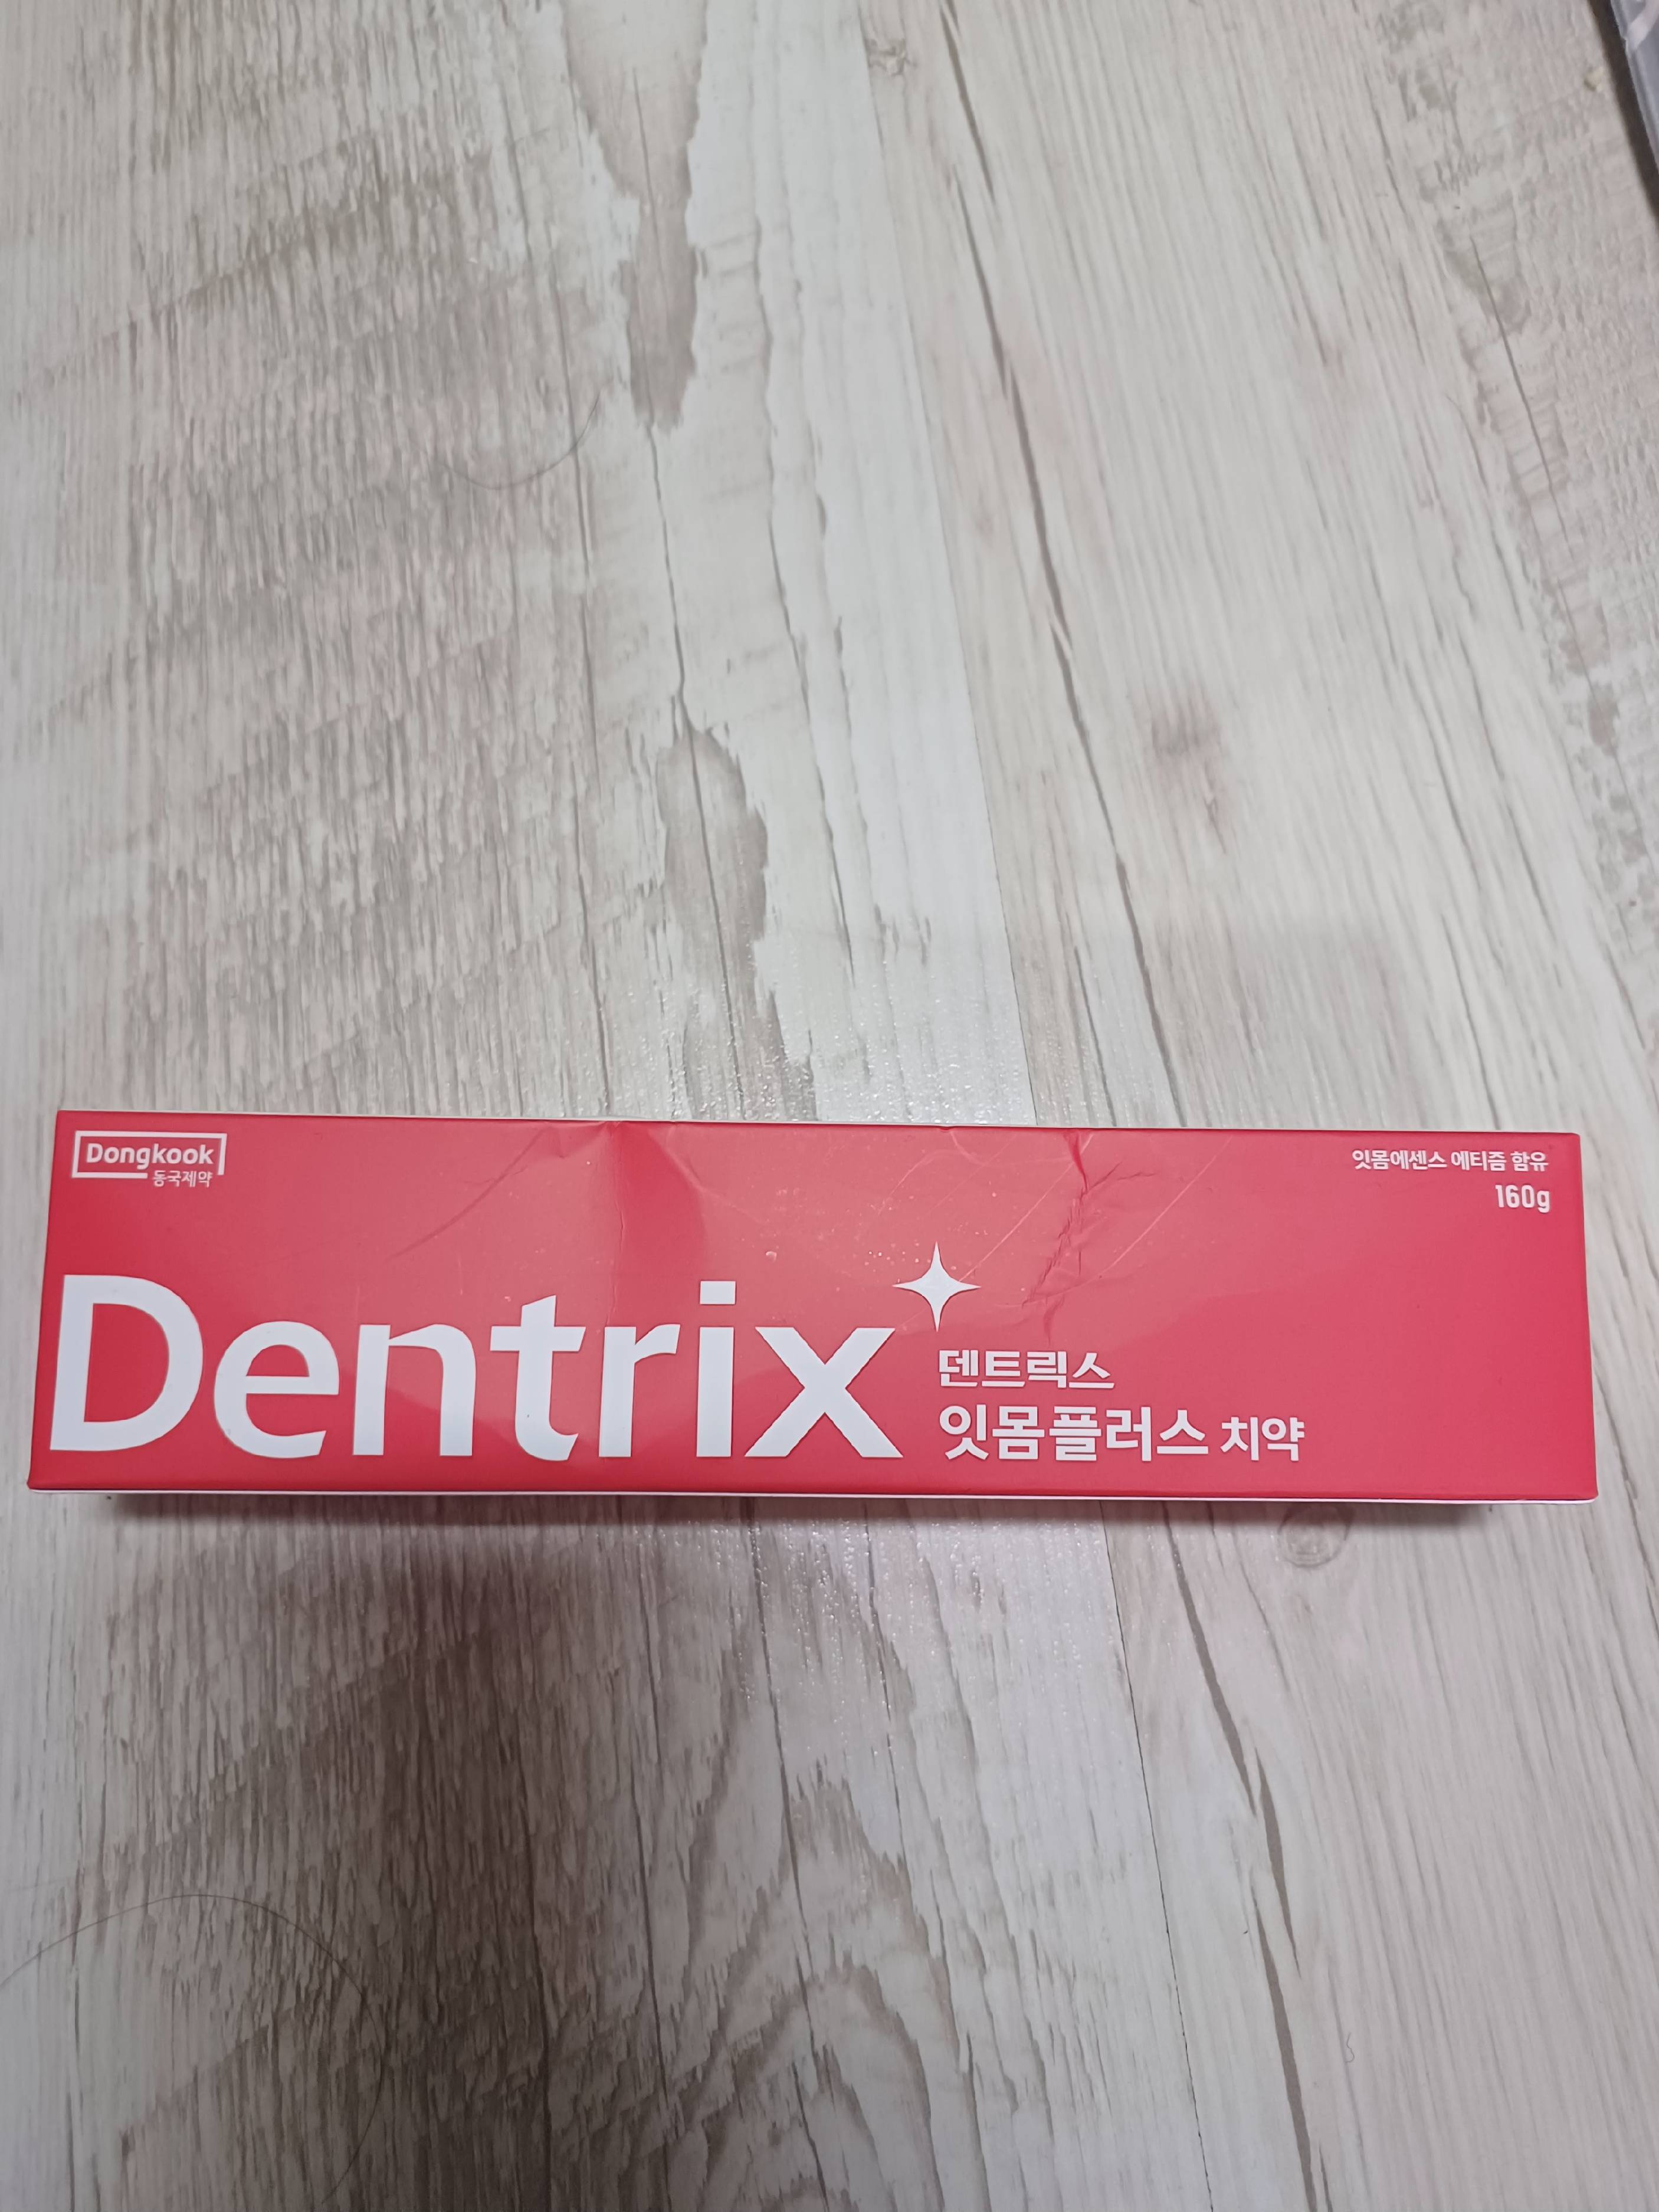 Dongkook
동국제약
잇몸에센스 에티즘 함유
160g
Dentrix
덴트릭스
잇몸플러스 치약